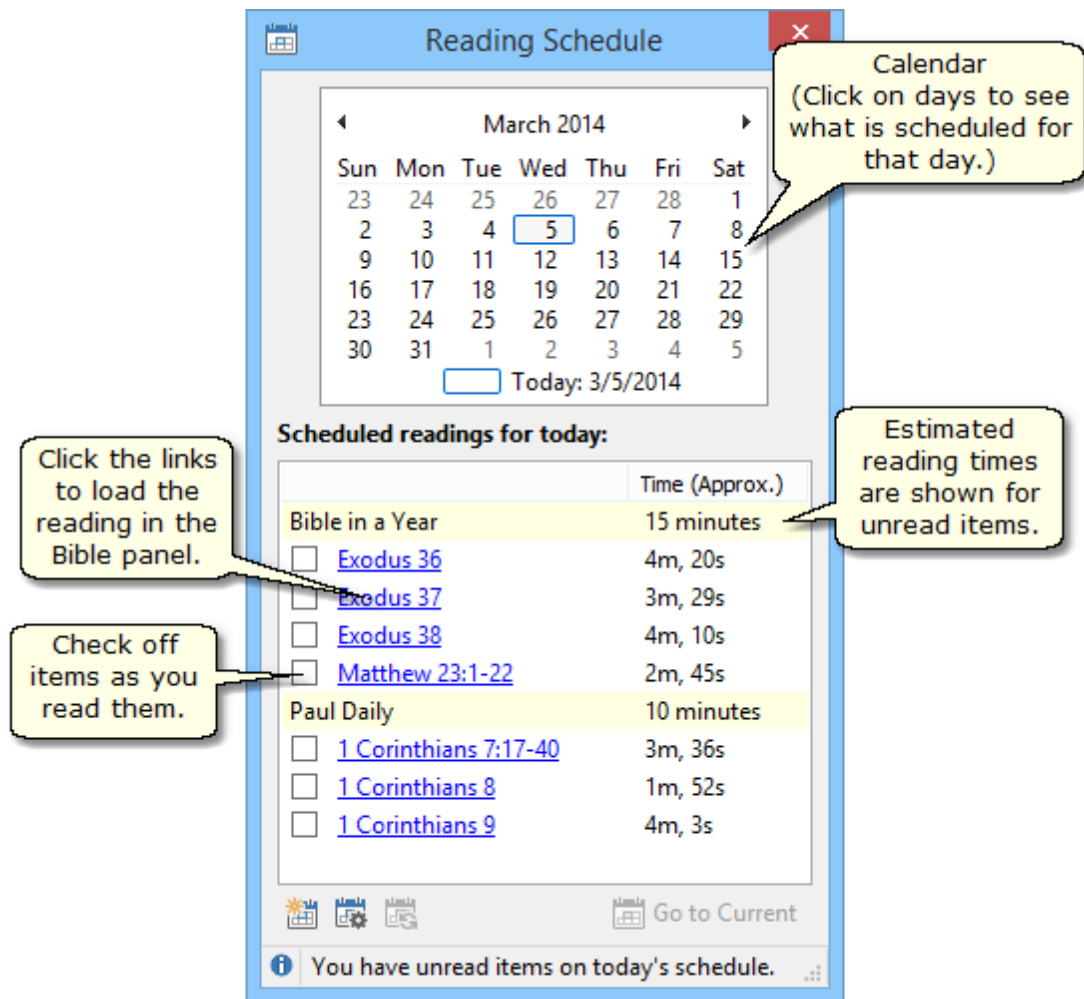 Reading Schedule
Calendar
(Click on days to see
what is scheduled for
that day.)
March 2014
Sun Mon Tue Wed Thu Fri Sat
23 24 25 26 27 28 1
2 3 4 5 6 7 8
9 10 11 12 13 14 15
16 17 18 19 20 21 22
23 24 25 26 27 28 29
30 31 1 2 3 4 5
Today: 3/5/2014
Scheduled readings for today:
Click the links
to load the
reading in the
Bible panel.
Estimated
reading times
are shown for
unread items.
Time (Approx.)
Bible in a Year 15 minutes
Exodus 36 4m, 20s
Exodus 37 3m, 29s
Exodus 38 4m, 10s
Matthew 23:1-22 2m, 45s
Check off
items as you
read them.
Paul Daily 10 minutes
1 Corinthians 7:17-40 3m, 36s
1 Corinthians 8 1m, 52s
1 Corinthians 9 4m, 3s
Go to Current
You have unread items on today's schedule.